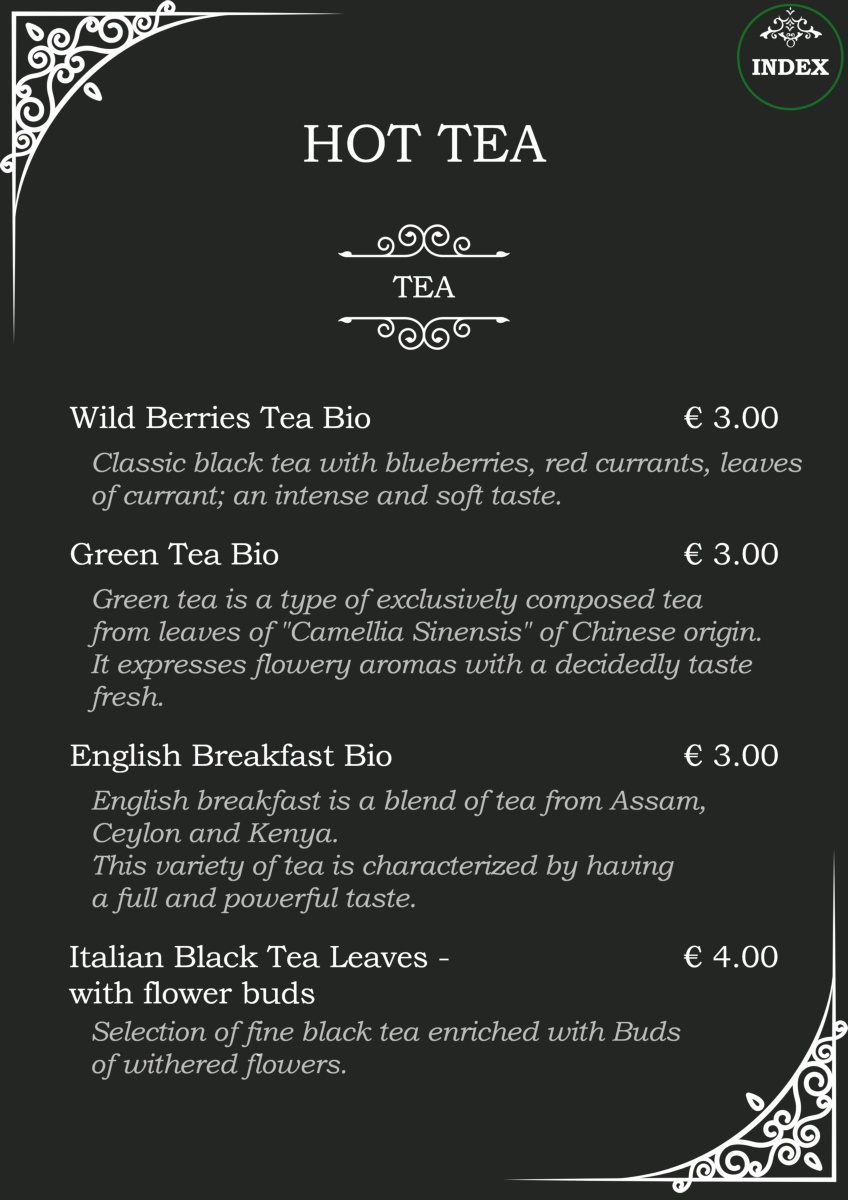 INDEX
HOT TEA
TEA
Wild Berries Tea Bio € 3.00
Classic black tea with blueberries, red currants, leaves
of currant; an intense and soft taste.
Green Tea Bio € 3.00
Green tea is a type of exclusively composed tea
from leaves of "Camellia Sinensis" of Chinese origin.
It expresses flowery aromas with a decidedly taste
fresh.
English Breakfast Bio € 3.00
English breakfast is a blend of tea from Assam,
Ceylon and Kenya.
This variety of tea is characterized by having
a full and powerful taste.
Italian Black Tea Leaves - € 4.00
with flower buds
Selection of fine black tea enriched with Buds
of withered flowers.